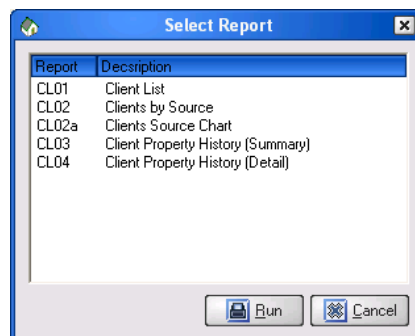 Select Report
Report Decsription
CL01 Client List
CL02 Clients by Source
CL02a Clients Source Chart
CL03 Client Property History (Summary)
CL04 Client Property History (Detail)
Run Cancel